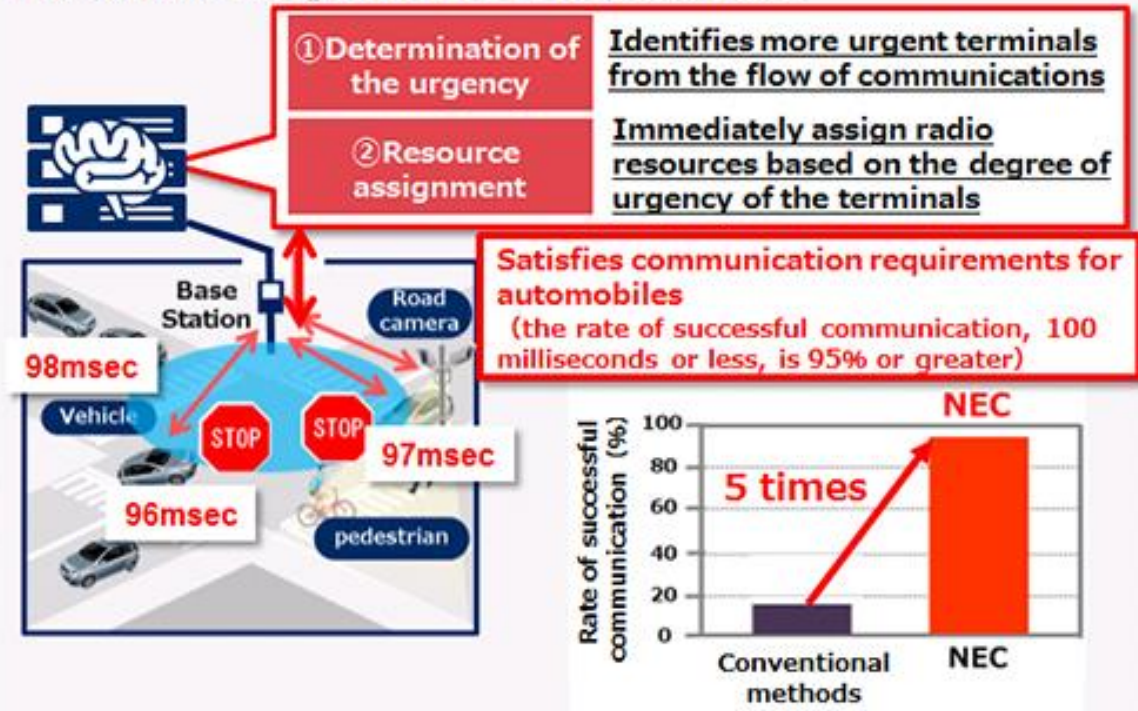 ①Determination of
the urgency
Identifies more urgent terminals
from the flow of communications
②Resource
assignment
Immediately assign radio
resources based on the degree of
urgency of the terminals
Satisfies communication requirements for
automobiles
(the rate of successful communication, 100
milliseconds or less, is 95% or greater)
Base
Station
Road
camera
98msec
Vehicle
STOP
STOP
97msec
96msec
pedestrian
NEC
Rate of successful
communication (%)
100
80
60
40
20
0
5 times
Conventional
methods
NEC